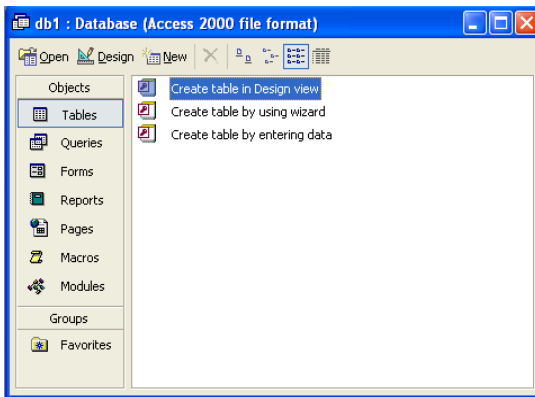 db1 : Database (Access 2000 file format)
Open Design New
Objects
Tables
Queries
Forms
Reports
Pages
Macros
Modules
Groups
Favorites
Create table in Design view
Create table by using wizard
Create table by entering data